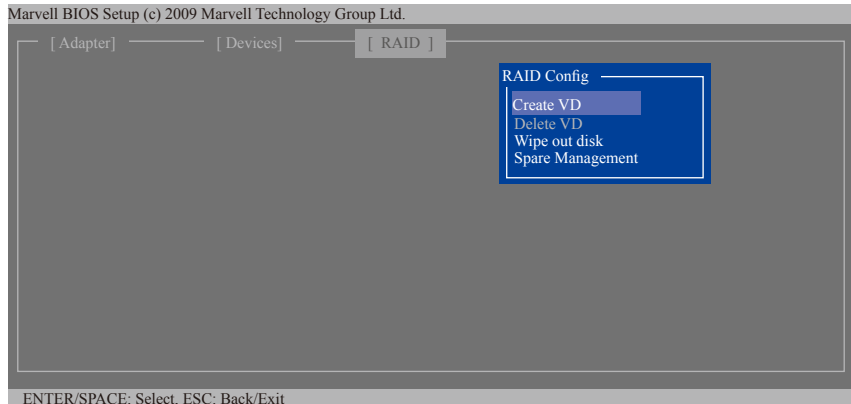 Marvell BIOS Setup (c) 2009 Marvell Technology Group Ltd.
[ Adapter] [ Devices] [ RAID ]
RAID Config
Create VD
Delete VD
Wipe out disk
Spare Management
ENTER/SPACE: Select, ESC: Back/Exit